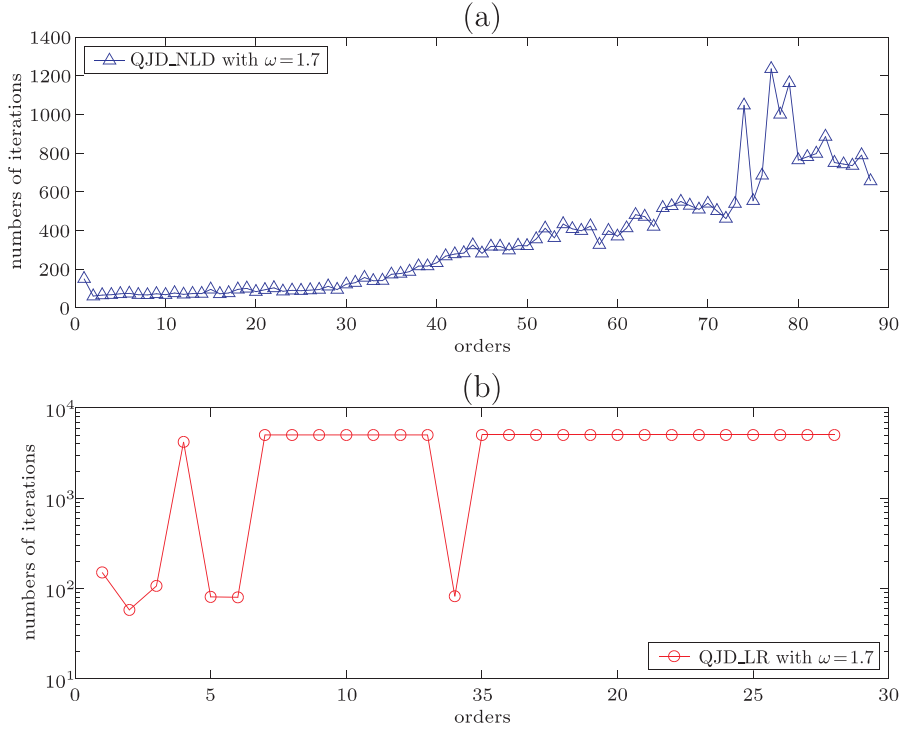 (a)
1400
1200
1000
800
600
400
200
0
numbers of iterations
QJD_NLD with ω=1.7
0 10 20 30 40 50 60 70 80 90
orders
(b)
10^4
10^3
10^2
10^1
numbers of iterations
QJD_LR with ω=1.7
0 5 10 35 20 25 30
orders